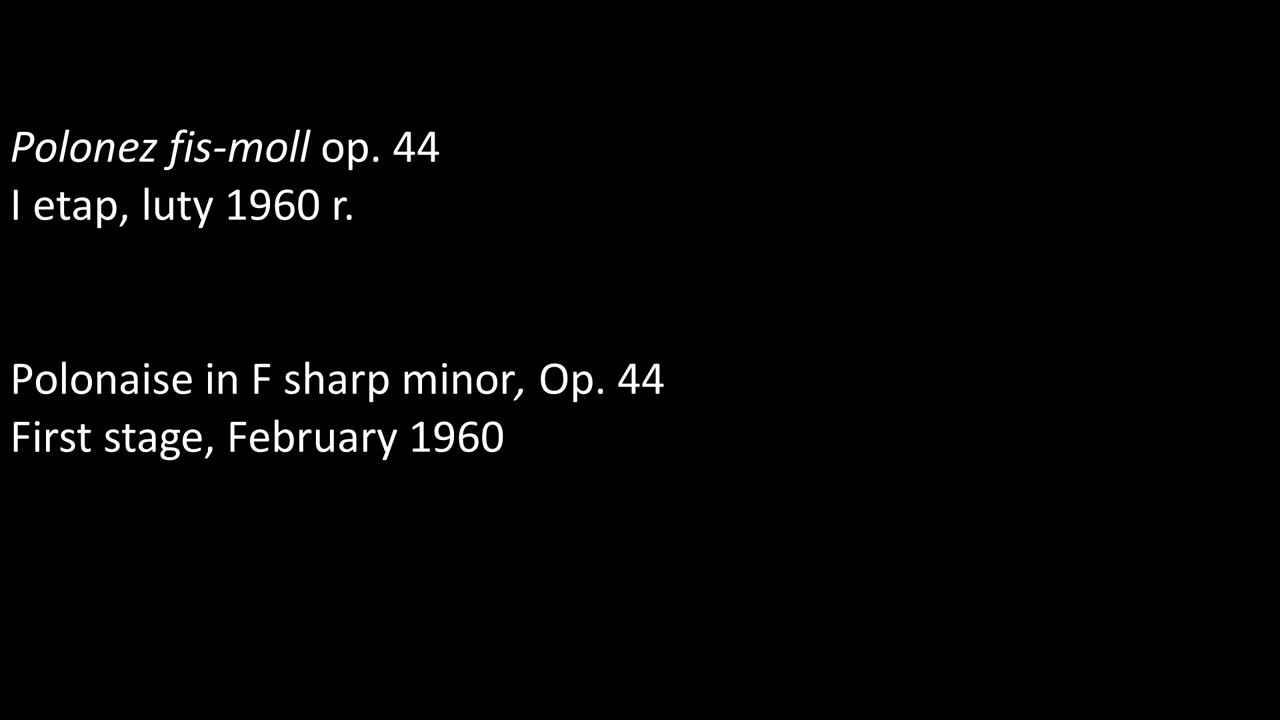 Polonez fis-moll op. 44
I etap, luty 1960 r.
Polonaise in F sharp minor, Op. 44
First stage, February 1960